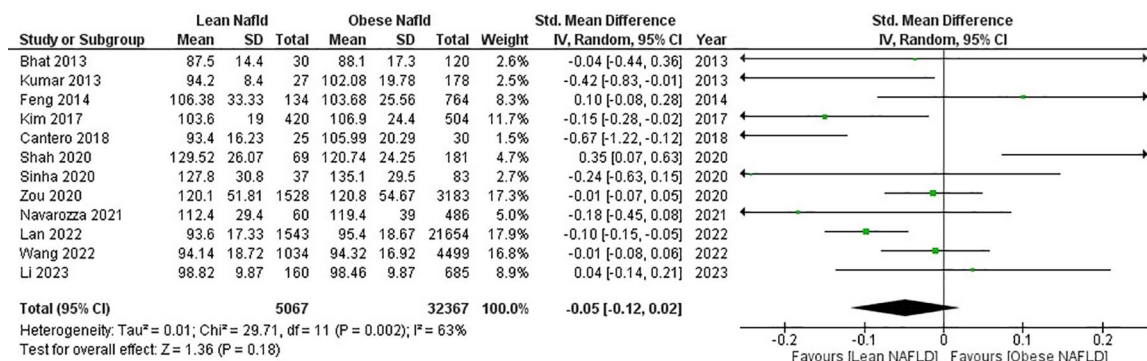 Lean Nafld Obese Nafld Std. Mean Difference Std. Mean Difference
Study or Subgroup Mean SD Total Mean SD Total Weight IV, Random, 95% CI Year IV, Random, 95% CI
Bhat 2013 87.5 14.4 30 88.1 17.3 120 2.6% -0.04 [-0.44, 0.36] 2013
Kumar 2013 94.2 8.4 27 102.08 19.78 178 2.4% -0.42 [-0.83, -0.01] 2013
Feng 2014 106.38 33.33 134 103.68 25.56 764 8.3% 0.10 [-0.08, 0.28] 2014
Kim 2017 103.6 19 420 106.9 24.4 504 11.7% -0.15 [-0.28, -0.02] 2017
Cantero 2018 93.4 16.23 25 105.99 20.29 30 1.5% -0.67 [-1.22, -0.12] 2018
Shah 2020 129.52 26.07 69 120.74 24.25 181 4.7% 0.35 [0.07, 0.63] 2020
Sinha 2020 127.8 30.8 37 135.1 29.5 83 2.7% -0.24 [-0.63, 0.15] 2020
Zou 2020 120.1 51.81 1528 120.8 54.67 3183 17.3% -0.01 [-0.07, 0.05] 2020
Navarozza 2021 112.4 29.4 60 119.4 39 486 5.0% -0.18 [-0.45, 0.08] 2021
Lan 2022 93.6 17.33 1543 95.4 18.67 21654 17.9% -0.10 [-0.15, -0.05] 2022
Wang 2022 94.14 18.72 1034 94.32 16.92 4499 16.8% -0.01 [-0.08, 0.06] 2022
Li 2023 98.82 9.87 160 98.46 9.87 685 8.9% 0.04 [-0.14, 0.21] 2023
Total (95% CI) 5067 32367 100.0% -0.05 [-0.12, 0.02]
Heterogeneity: Tau² = 0.01; Chi² = 29.71, df = 11 (P = 0.002); I² = 63%
Test for overall effect: Z = 1.36 (P = 0.18)
-0.2 -0.1 0 0.1 0.2
Favours [Lean NAFLD] Favours [Obese NAFLD]